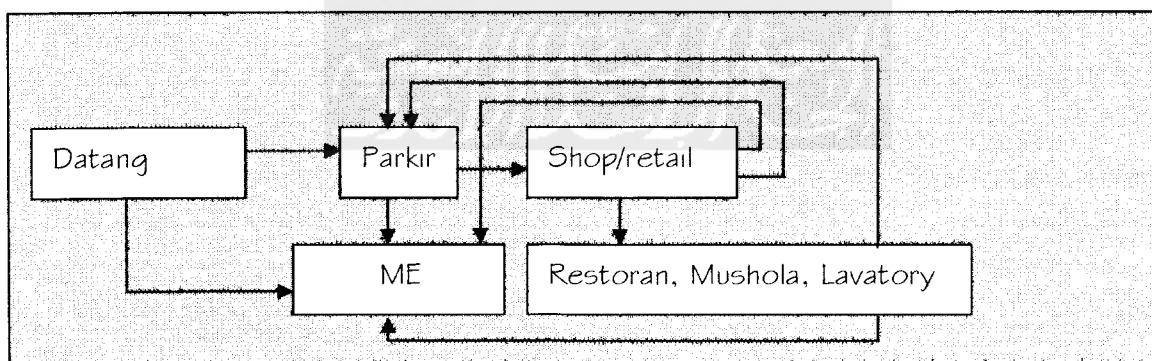 Datang
Parkir
Shop/retail
ME
Restoran, Mushola, Lavatory